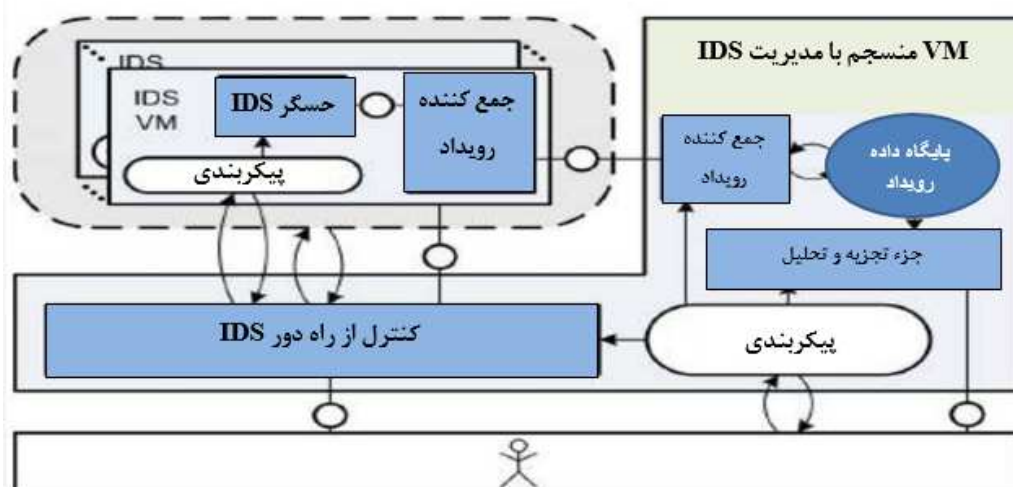 IDS
IDS
VM
حسگر IDS
جمع کننده
رویداد
پیکربندی
VM منسجم با مدیریت IDS
جمع کننده
رویداد
پایگاه داده
رویداد
جزء تجزیه و تحلیل
کنترل از راه دور IDS
پیکربندی